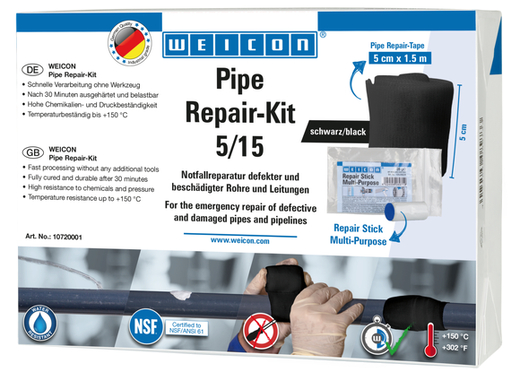 WEICON®
Pipe
Repair-Kit
5/15
DE
WEICON
Pipe Repair-Kit
• Schnelle Verarbeitung ohne Werkzeug
• Nach 30 Minuten ausgehärtet und belastbar
• Hohe Chemikalien- und Druckbeständigkeit
• Temperaturbeständig bis +150 °C
GB
WEICON
Pipe Repair-Kit
• Fast processing without any additional tools
• Fully cured and durable after 30 minutes
• High resistance to chemicals and pressure
• Temperature resistance up to +150 °C
Art. No.: 10720001
Notfallreparatur defekter und
beschädigter Rohre und Leitungen
For the emergency repair of defective
and damaged pipes and pipelines
www.weicon.com
Pipe Repair-Tape
5 cm x 1.5 m
schwarz/black
5 cm
WEICON
Repair Stick
Multi-Purpose
Repair Stick
Multi-Purpose
WATER
RESISTANT
NSF
Certified to
NSF/ANSI 61
+150 °C
+302 °F